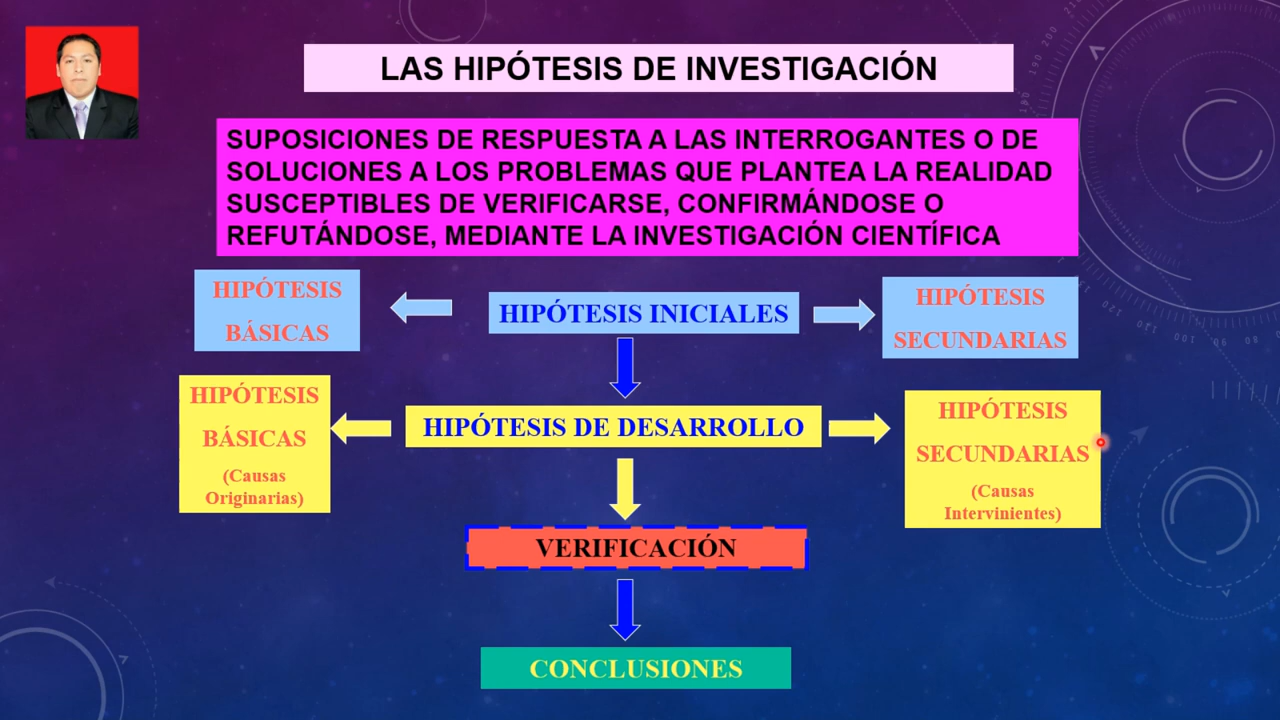 LAS HIPÓTESIS DE INVESTIGACIÓN
SUPOSICIONES DE RESPUESTA A LAS INTERROGANTES O DE
SOLUCIONES A LOS PROBLEMAS QUE PLANTEA LA REALIDAD
SUSCEPTIBLES DE VERIFICARSE, CONFIRMÁNDOSE O
REFUTÁNDOSE, MEDIANTE LA INVESTIGACIÓN CIENTÍFICA
HIPÓTESIS
BÁSICAS
HIPÓTESIS INICIALES
HIPÓTESIS
SECUNDARIAS
HIPÓTESIS
BÁSICAS
(Causas
Originarias)
HIPÓTESIS DE DESARROLLO
HIPÓTESIS
SECUNDARIAS
(Causas
Intervinientes)
VERIFICACIÓN
CONCLUSIONES